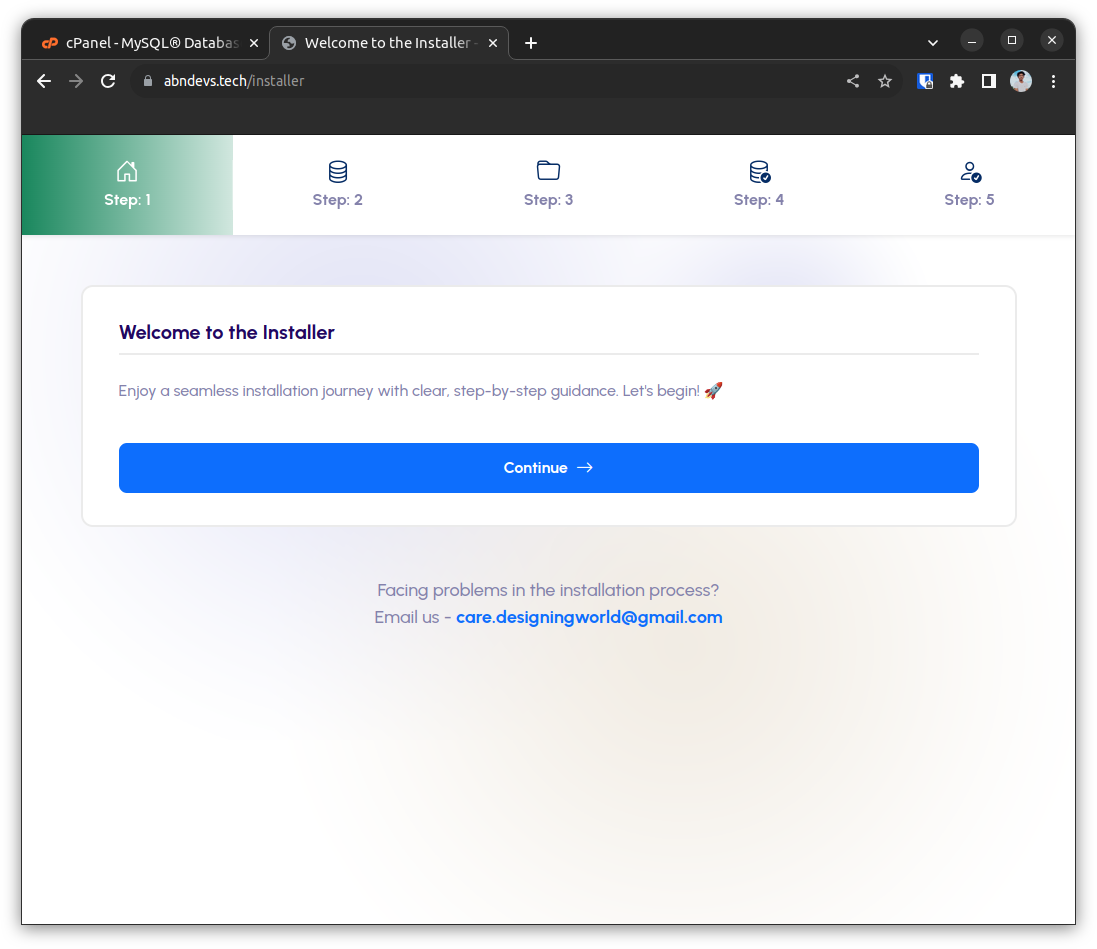 cPanel - MySQL® Databas
Welcome to the Installer -
abndevs.tech/installer
Step: 1
Step: 2
Step: 3
Step: 4
Step: 5
Welcome to the Installer
Enjoy a seamless installation journey with clear, step-by-step guidance. Let's begin! 🚀
Continue →
Facing problems in the installation process?
Email us - care.designingworld@gmail.com